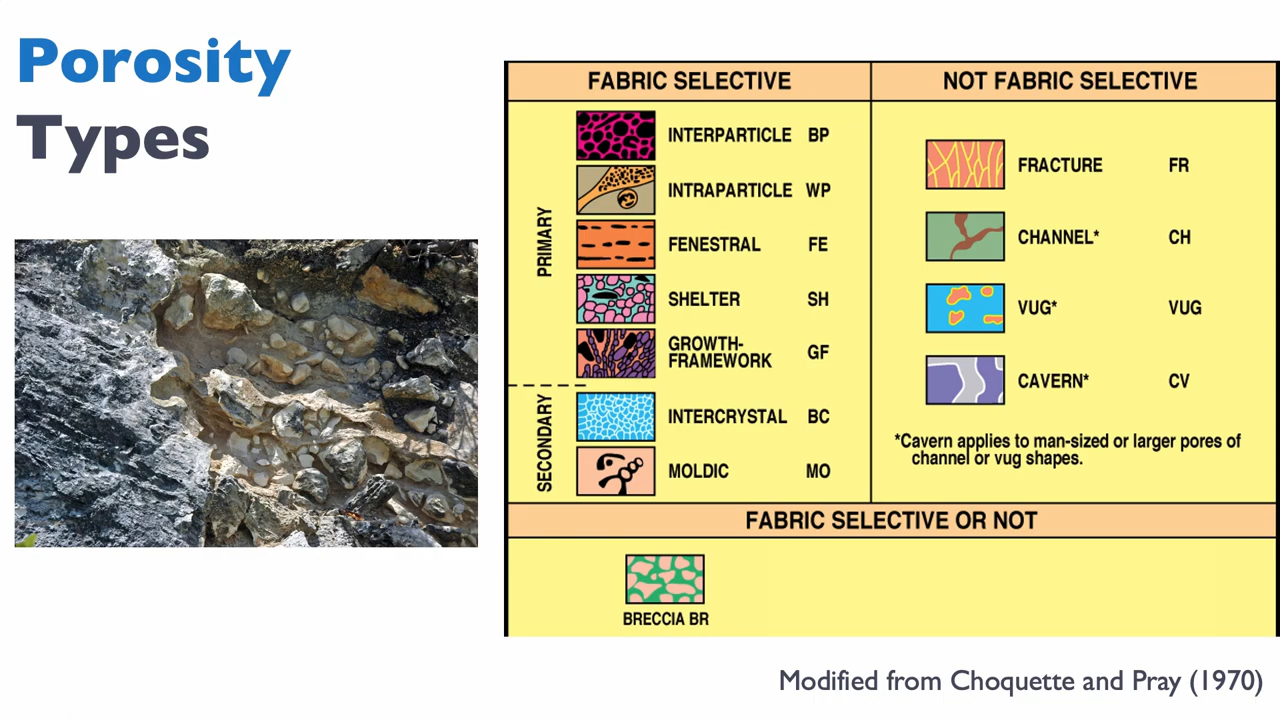 Porosity
Types
FABRIC SELECTIVE
NOT FABRIC SELECTIVE
PRIMARY
INTERPARTICLE BP
INTRAPARTICLE WP
FENESTRAL FE
SHELTER SH
GROWTH-
FRAMEWORK GF
SECONDARY
INTERCRYSTAL BC
MOLDIC MO
FRACTURE FR
CHANNEL* CH
VUG* VUG
CAVERN* CV
*Cavern applies to man-sized or larger pores of
channel or vug shapes.
FABRIC SELECTIVE OR NOT
BRECCIA BR
Modified from Choquette and Pray (1970)